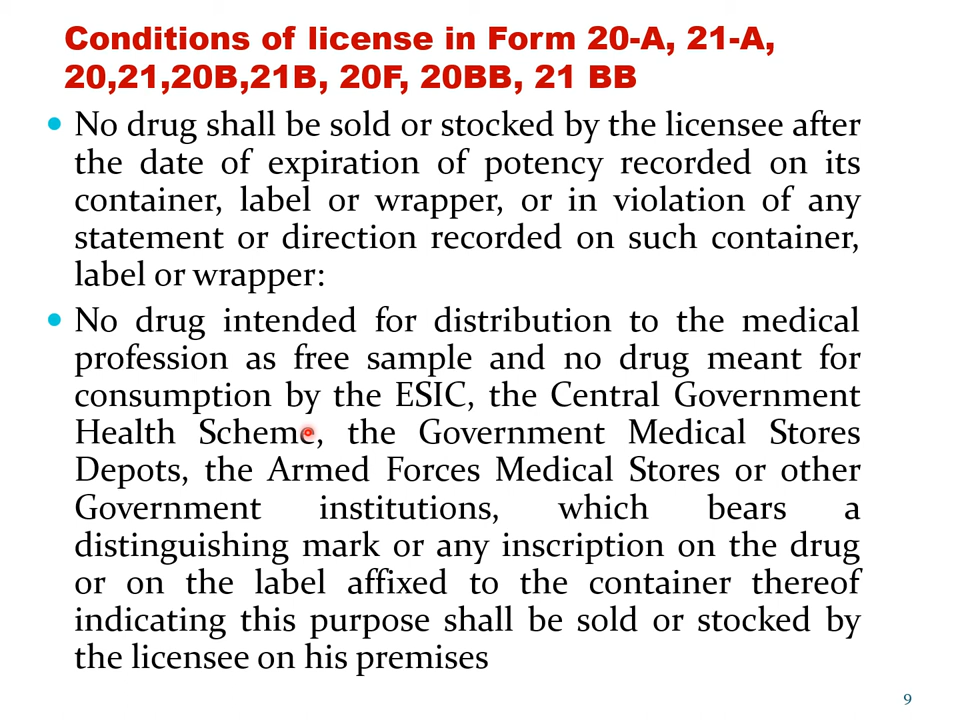 Conditions of license in Form 20-A, 21-A,
20,21,20B,21B, 20F, 20BB, 21 BB
• No drug shall be sold or stocked by the licensee after
the date of expiration of potency recorded on its
container, label or wrapper, or in violation of any
statement or direction recorded on such container,
label or wrapper:
• No drug intended for distribution to the medical
profession as free sample and no drug meant for
consumption by the ESIC, the Central Government
Health Scheme, the Government Medical Stores
Depots, the Armed Forces Medical Stores or other
Government institutions, which bears a
distinguishing mark or any inscription on the drug
or on the label affixed to the container thereof
indicating this purpose shall be sold or stocked by
the licensee on his premises
9